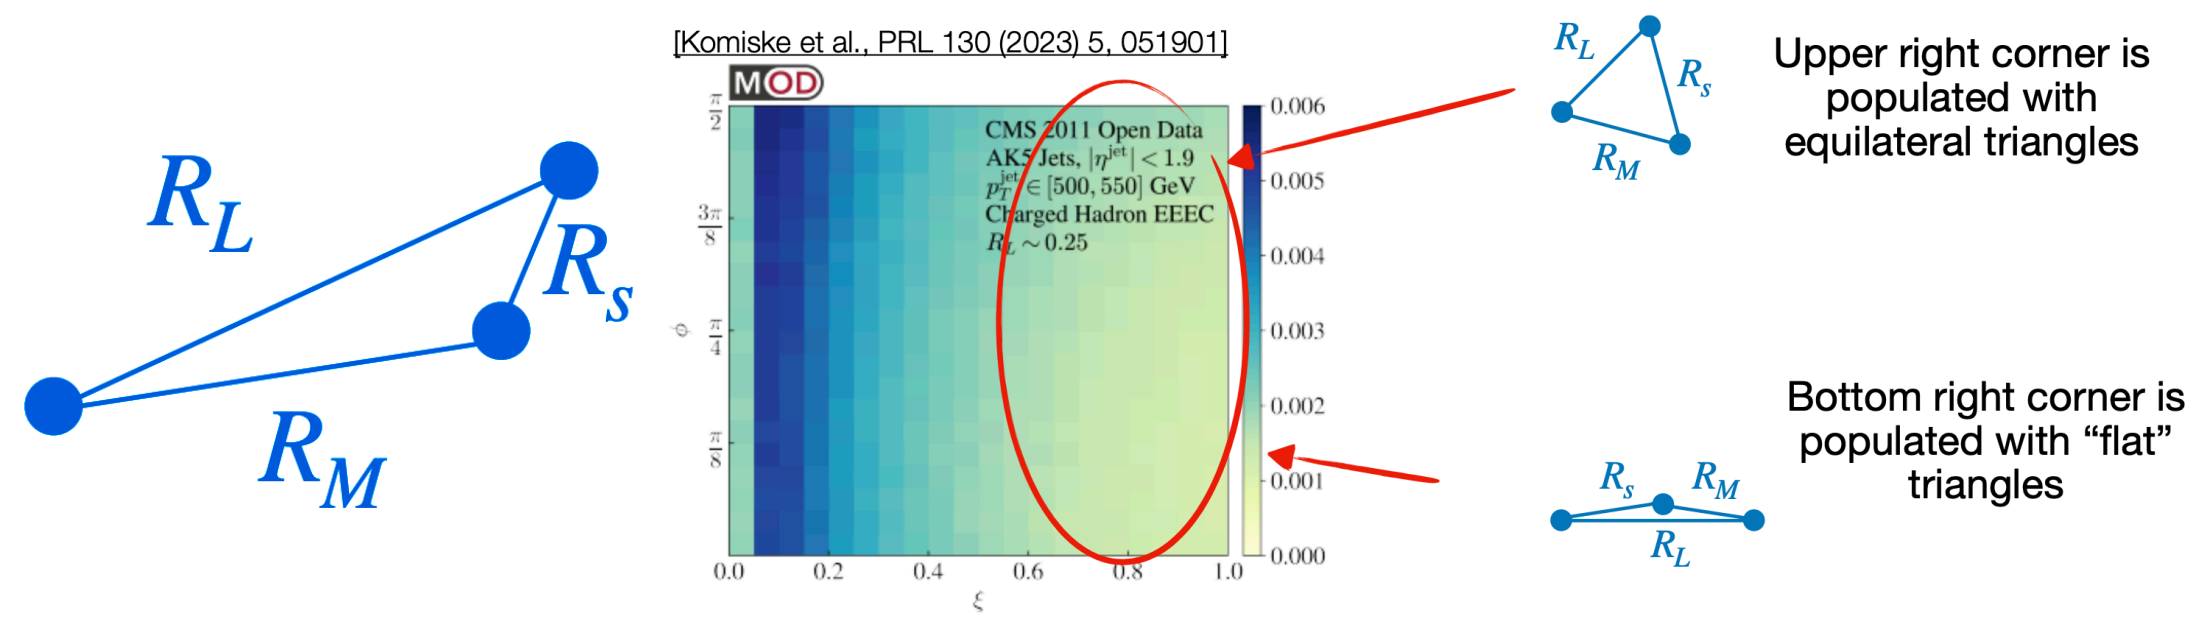 [Komiske et al., PRL 130 (2023) 5, 051901]
MOD
R_L
R_s
R_M
π/2
3π/8
π/4
π/8
ϕ
CMS 2011 Open Data
AK5 Jets, |η^jet| < 1.9
p_T^jet ∈ [500, 550] GeV
Charged Hadron EEEC
R_L ∼ 0.25
0.0 0.2 0.4 0.6 0.8 1.0
ξ
0.006
0.005
0.004
0.003
0.002
0.001
0.000
R_L
R_s
R_M
Upper right corner is
populated with
equilateral triangles
Bottom right corner is
populated with “flat”
triangles
R_s R_M
R_L